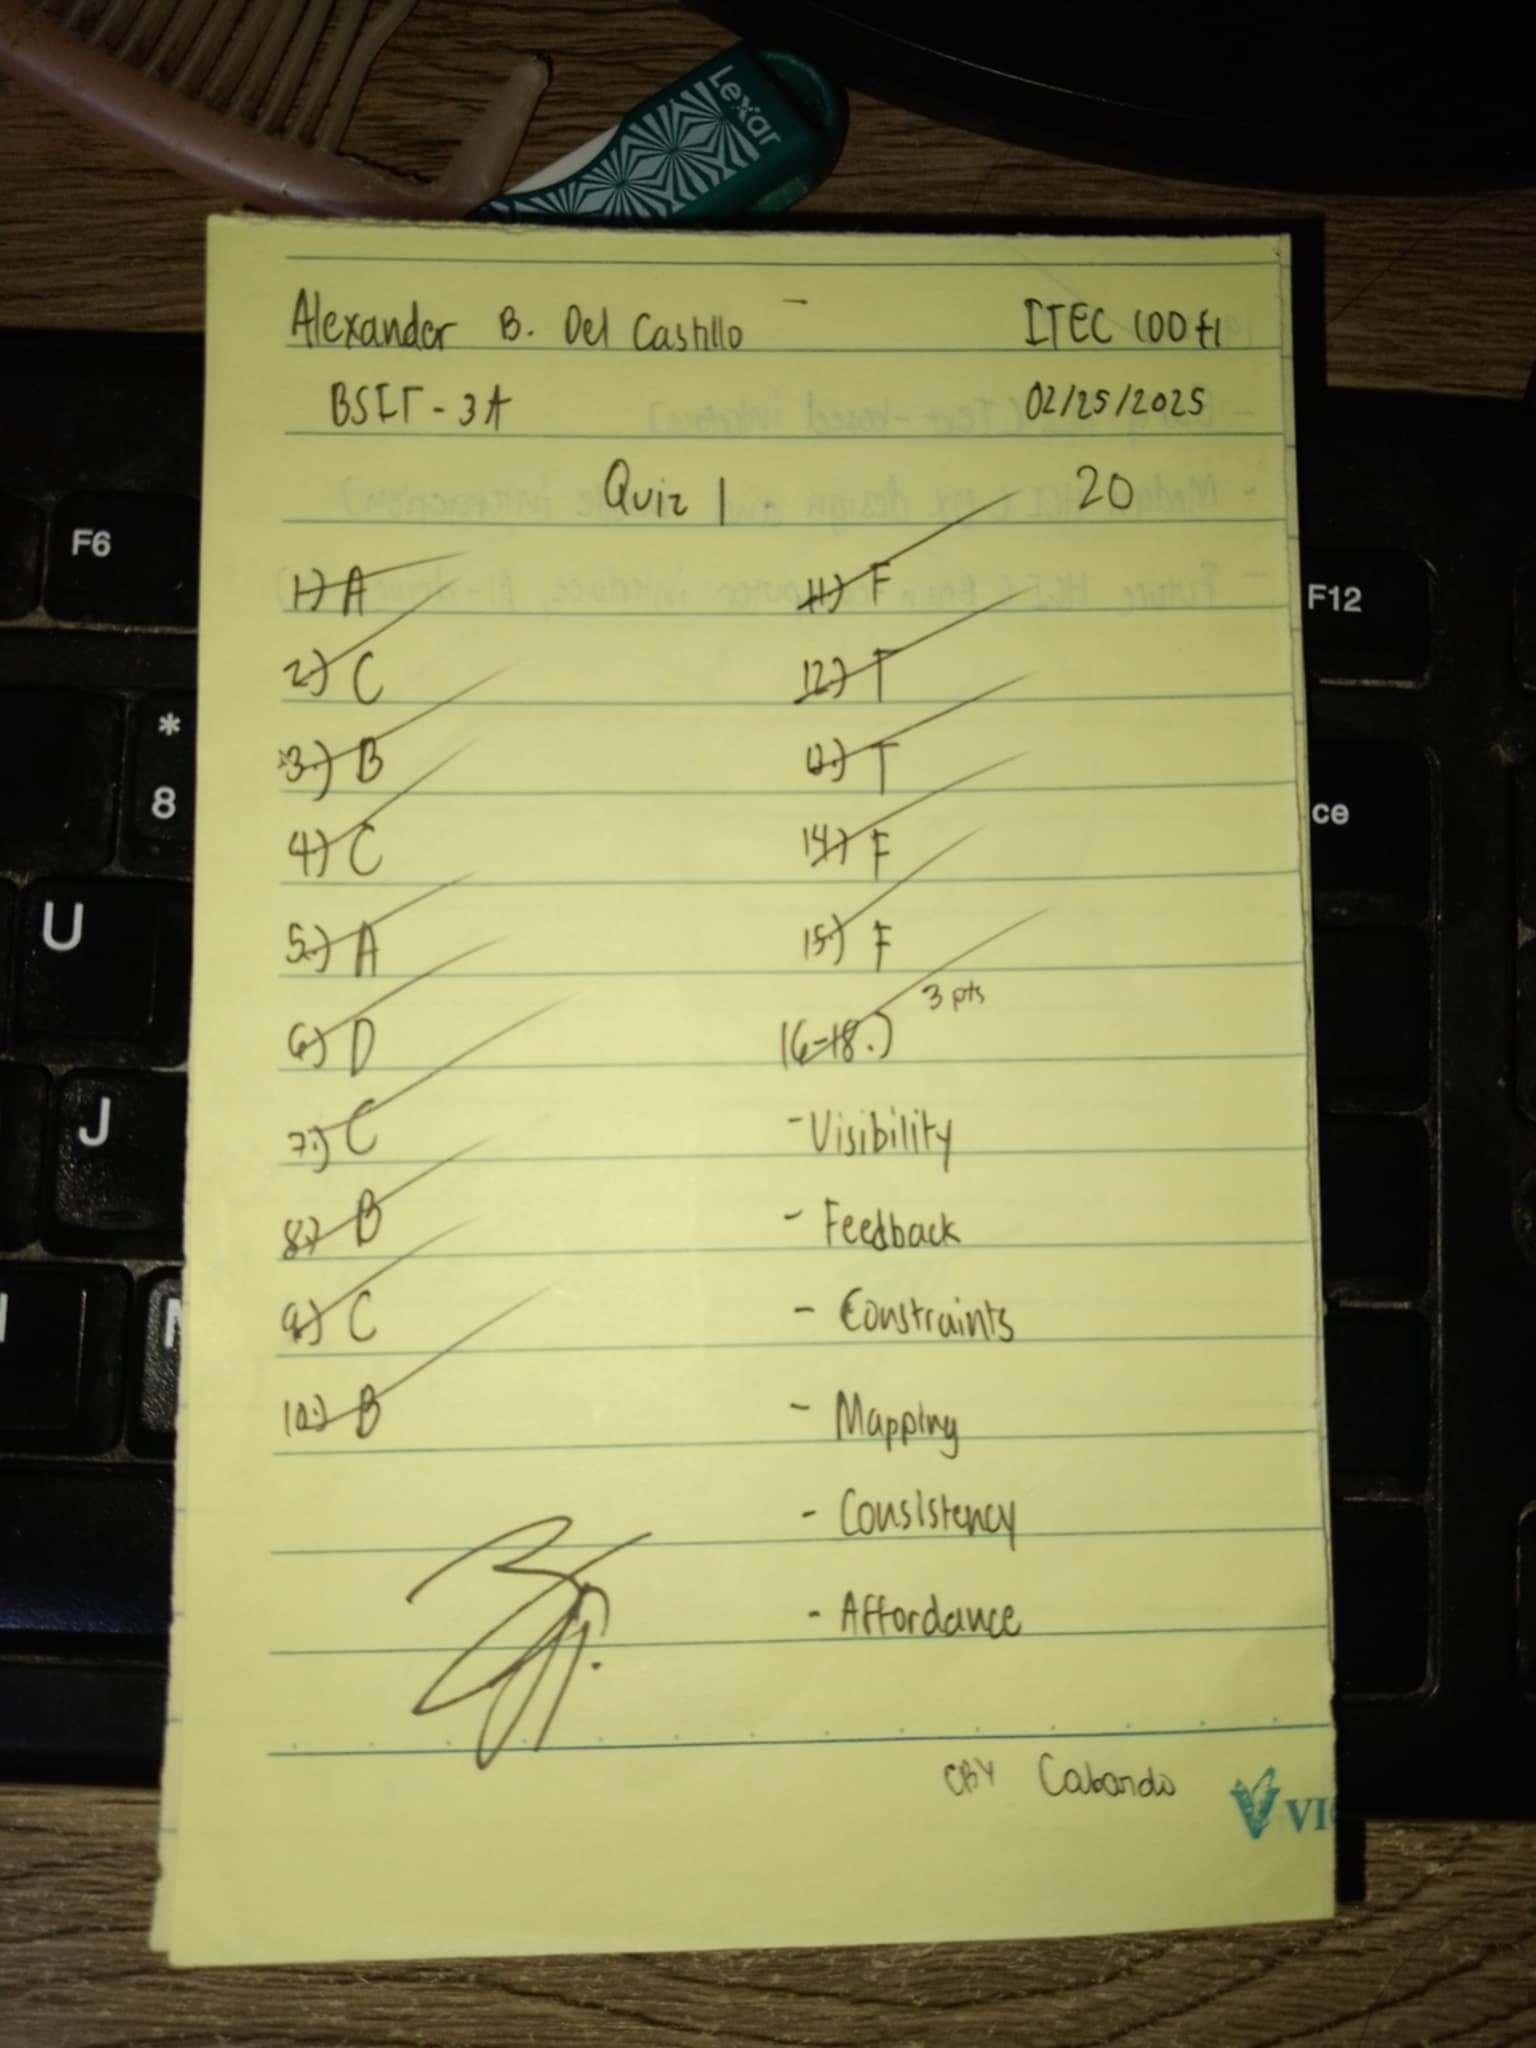 Lexar
Alexander B. Del Castillo
ITEC 100 f1
BSIT - 3A
02/25/2025
Quiz 1
20
1.) A
2.) C
3.) B
4.) C
5.) A
6.) D
7.) C
8.) B
9.) C
10.) B
11.) F
12.) T
13.) T
14.) F
15.) F
16-18.) 3 pts
- Visibility
- Feedback
- Constraints
- Mapping
- Consistency
- Affordance
CBY Cabando
F6
*
8
U
J
F12
ce